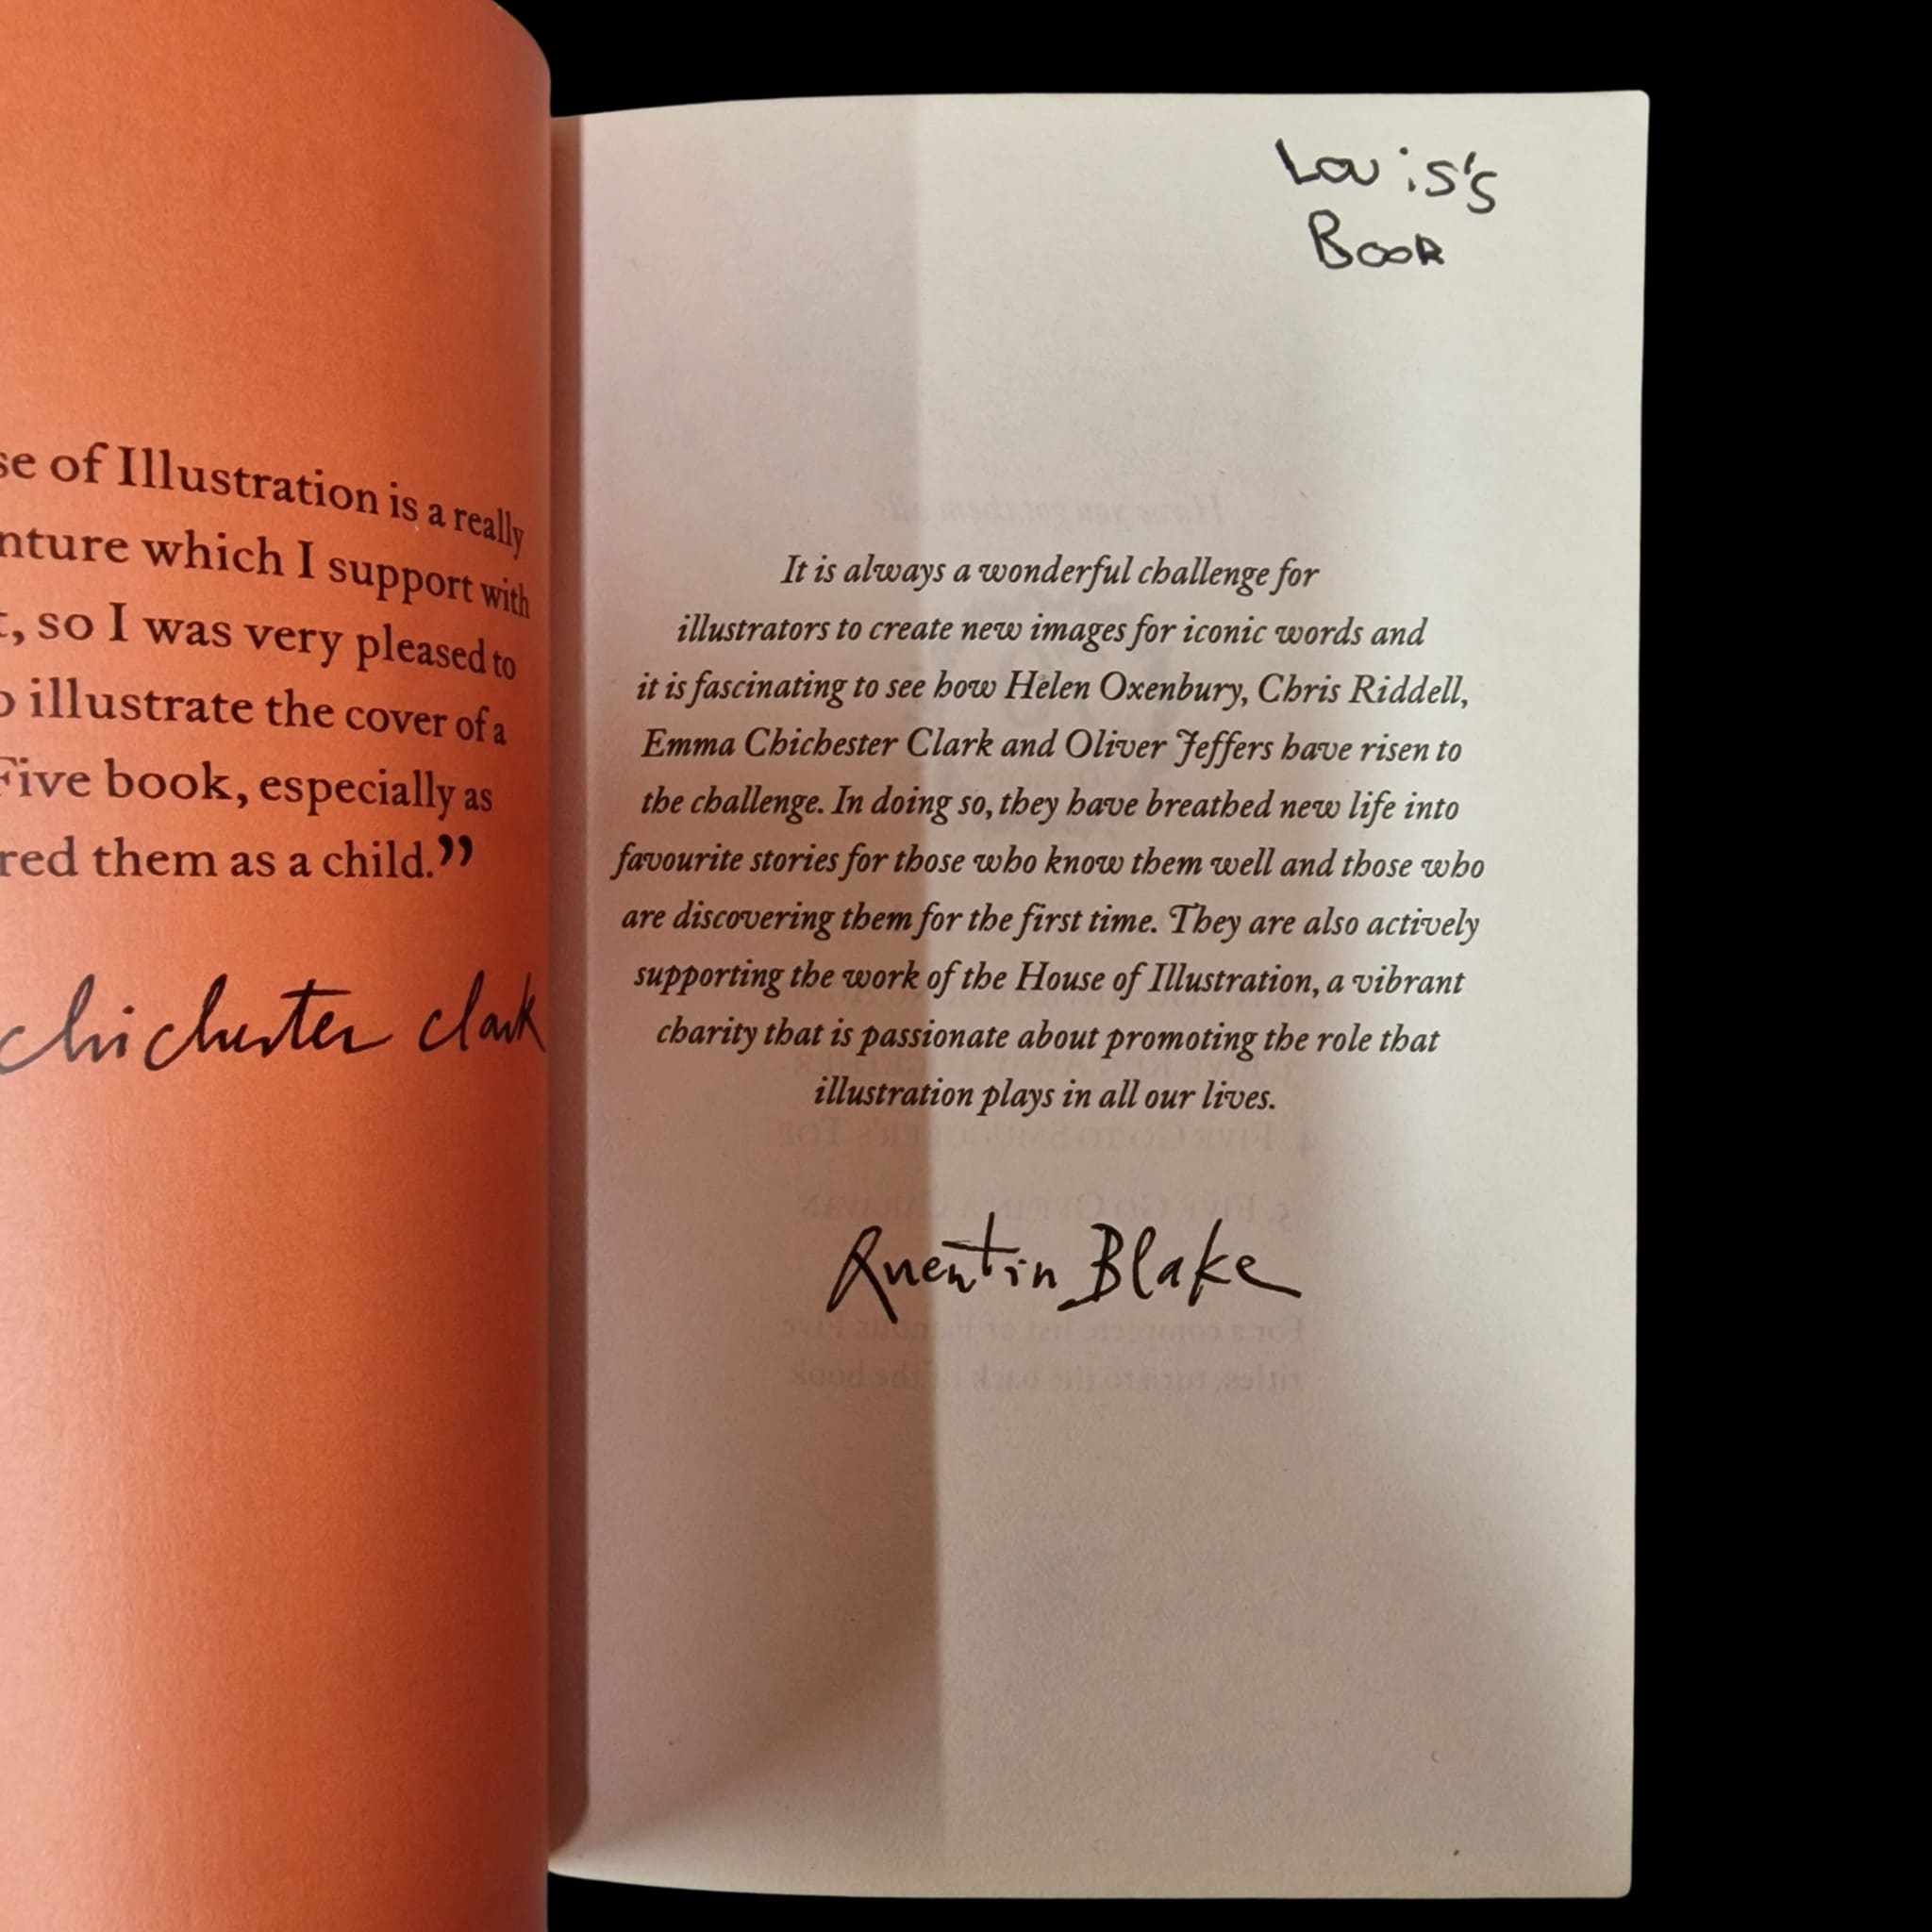 se of Illustration is a really
nture which I support with
t, so I was very pleased to
o illustrate the cover of a
Five book, especially as
red them as a child.”
Chichester Clark
Louis's
Book
It is always a wonderful challenge for
illustrators to create new images for iconic words and
it is fascinating to see how Helen Oxenbury, Chris Riddell,
Emma Chichester Clark and Oliver Jeffers have risen to
the challenge. In doing so, they have breathed new life into
favourite stories for those who know them well and those who
are discovering them for the first time. They are also actively
supporting the work of the House of Illustration, a vibrant
charity that is passionate about promoting the role that
illustration plays in all our lives.
Quentin Blake